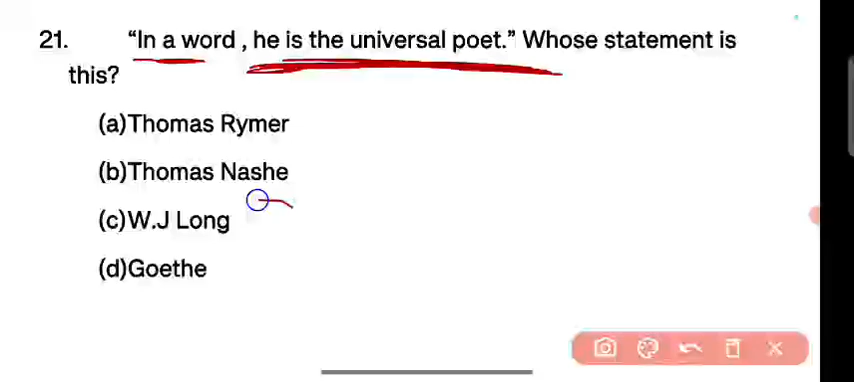 21. “In a word , he is the universal poet.” Whose statement is
this?
(a)Thomas Rymer
(b)Thomas Nashe
(c)W.J Long
(d)Goethe